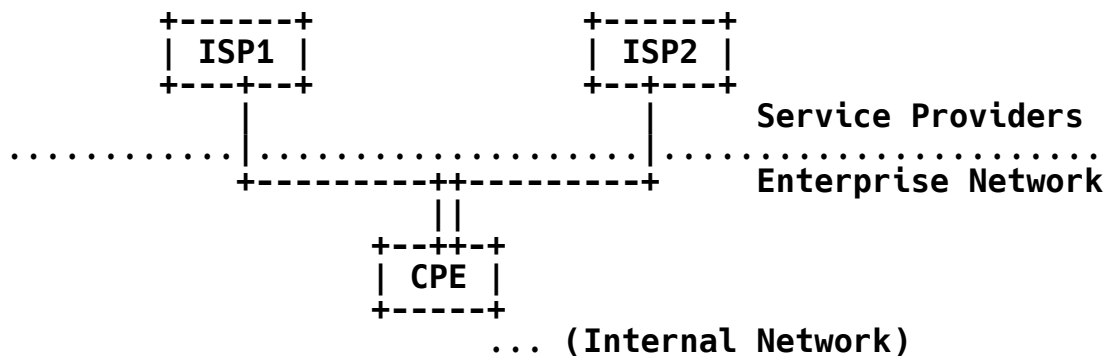 ISP1 ISP2
Service Providers
Enterprise Network
CPE
... (Internal Network)